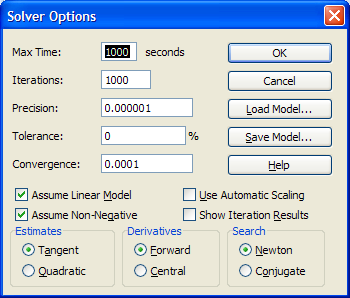 Solver Options
Max Time: 1000 seconds OK
Iterations: 1000 Cancel
Precision: 0.000001 Load Model...
Tolerance: 0 % Save Model...
Convergence: 0.0001 Help
Assume Linear Model Use Automatic Scaling
Assume Non-Negative Show Iteration Results
Estimates Derivatives Search
Tangent Forward Newton
Quadratic Central Conjugate